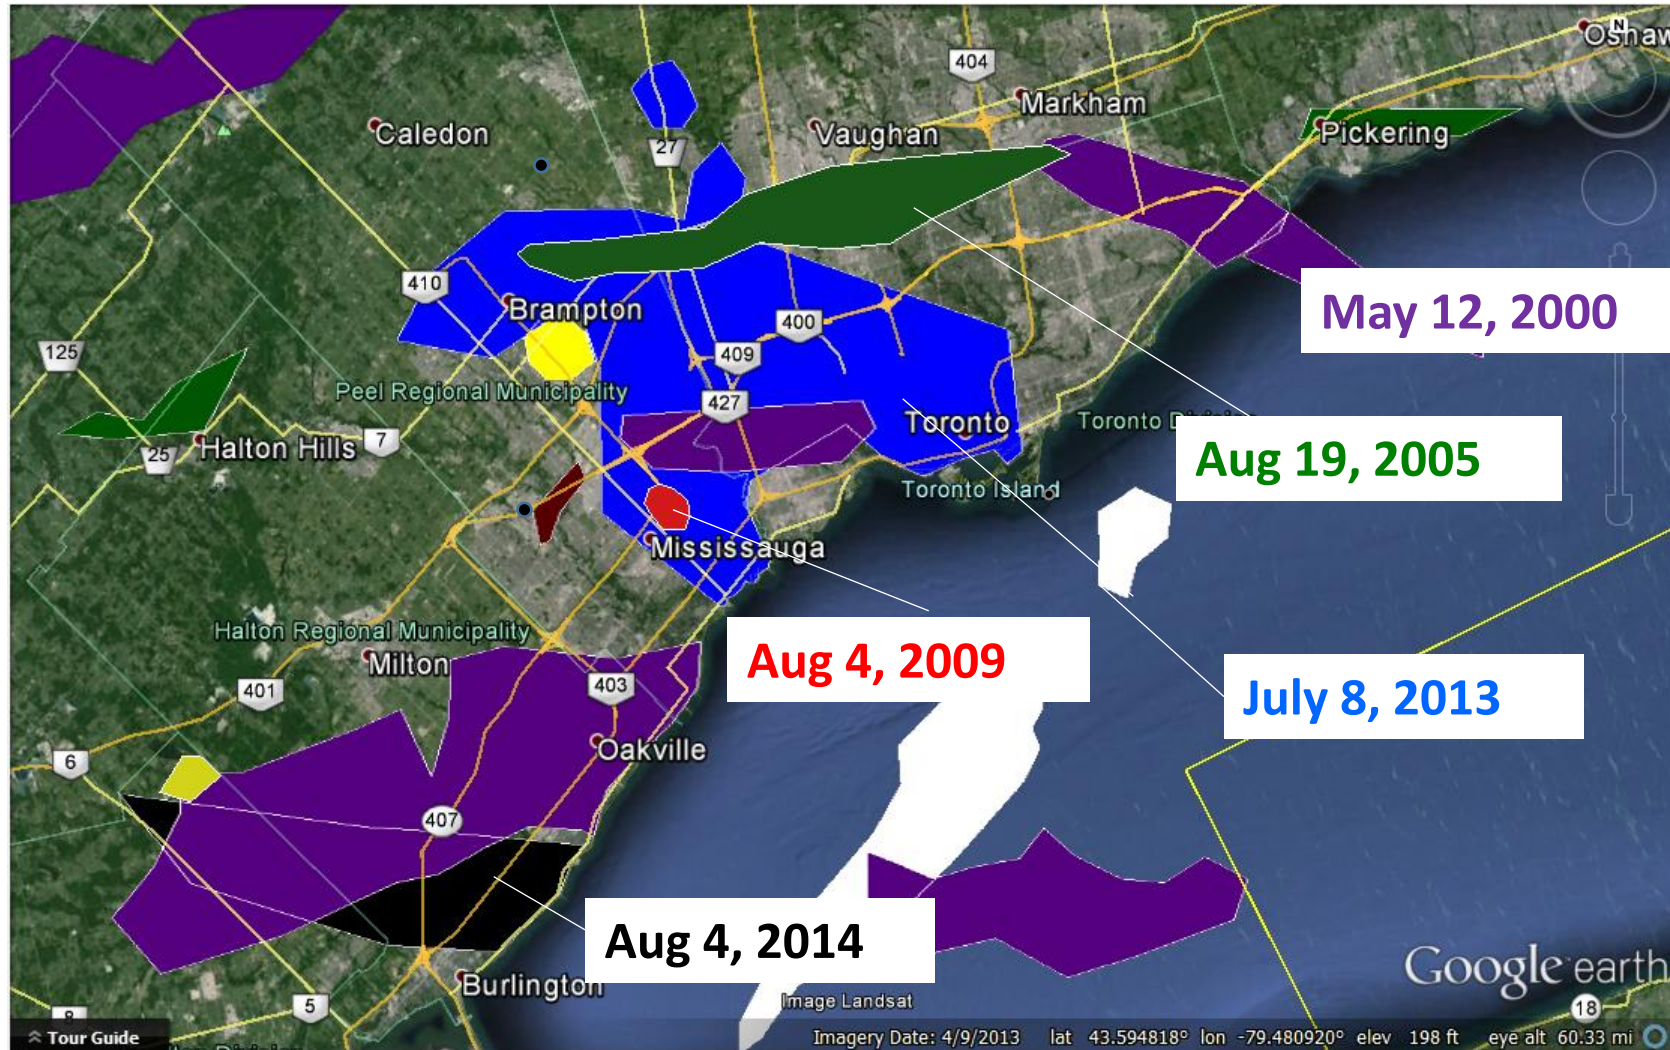 N
Oshaw
404
Markham
Caledon
Vaughan
Pickering
27
410
Brampton
May 12, 2000
400
125
409
Peel Regional Municipality
427
Toronto
Toronto D
7
Halton Hills
25
Aug 19, 2005
Toronto Island
Mississauga
Halton Regional Municipality
Milton
Aug 4, 2009
401
403
July 8, 2013
Oakville
6
407
Aug 4, 2014
Burlington
Google earth
Image Landsat
5
8
18
Tour Guide
Imagery Date: 4/9/2013 lat 43.594818° lon -79.480920° elev 198 ft eye alt 60.33 mi